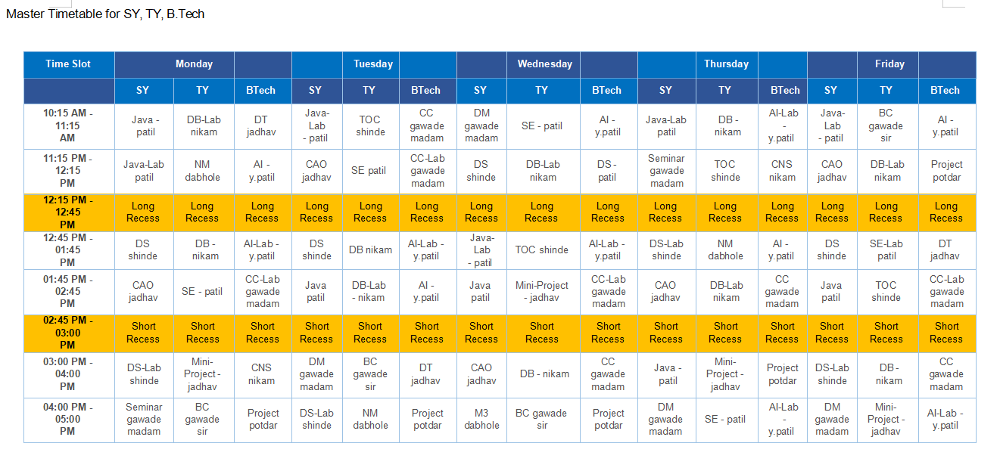 Master Timetable for SY, TY, B.Tech
Time Slot Monday Tuesday Wednesday Thursday Friday
SY TY BTech SY TY BTech SY TY BTech SY TY BTech SY TY BTech
10:15 AM - 11:15 AM Java - patil DB-Lab nikam DT jadhav Java-Lab - patil TOC shinde CC gawade madam DM gawade madam SE - patil AI - y.patil Java-Lab patil DB - nikam AI-Lab - y.patil Java-Lab - patil BC gawade sir AI - y.patil
11:15 PM - 12:15 PM Java-Lab patil NM dabhole AI - y.patil CAO jadhav SE patil CC-Lab gawade madam DS shinde DB-Lab nikam DS - patil Seminar gawade madam TOC shinde CNS nikam CAO jadhav DB-Lab nikam Project potdar
12:15 PM - 12:45 PM Long Recess Long Recess Long Recess Long Recess Long Recess Long Recess Long Recess Long Recess Long Recess Long Recess Long Recess Long Recess Long Recess Long Recess Long Recess
12:45 PM - 01:45 PM DS shinde DB - nikam AI-Lab - y.patil DS shinde DB nikam AI-Lab - y.patil Java-Lab - patil TOC shinde AI-Lab - y.patil DS-Lab shinde NM dabhole AI - y.patil DS shinde SE-Lab patil DT jadhav
01:45 PM - 02:45 PM CAO jadhav SE - patil CC-Lab gawade madam Java patil DB-Lab - nikam AI - y.patil Java patil Mini-Project - jadhav CC-Lab gawade madam CAO jadhav DB-Lab nikam CC gawade madam Java patil TOC shinde CC-Lab gawade madam
02:45 PM - 03:00 PM Short Recess Short Recess Short Recess Short Recess Short Recess Short Recess Short Recess Short Recess Short Recess Short Recess Short Recess Short Recess Short Recess Short Recess Short Recess
03:00 PM - 04:00 PM DS-Lab shinde Mini-Project - jadhav CNS nikam DM gawade madam BC gawade sir DT jadhav CAO jadhav DB - nikam CC gawade madam Java - patil Mini-Project - jadhav Project potdar DS-Lab shinde DB - nikam CC gawade madam
04:00 PM - 05:00 PM Seminar gawade madam BC gawade sir Project potdar DS-Lab shinde NM dabhole Project potdar M3 dabhole BC gawade sir Project potdar DM gawade madam SE - patil AI-Lab - y.patil DM gawade madam Mini-Project - jadhav AI-Lab - y.patil